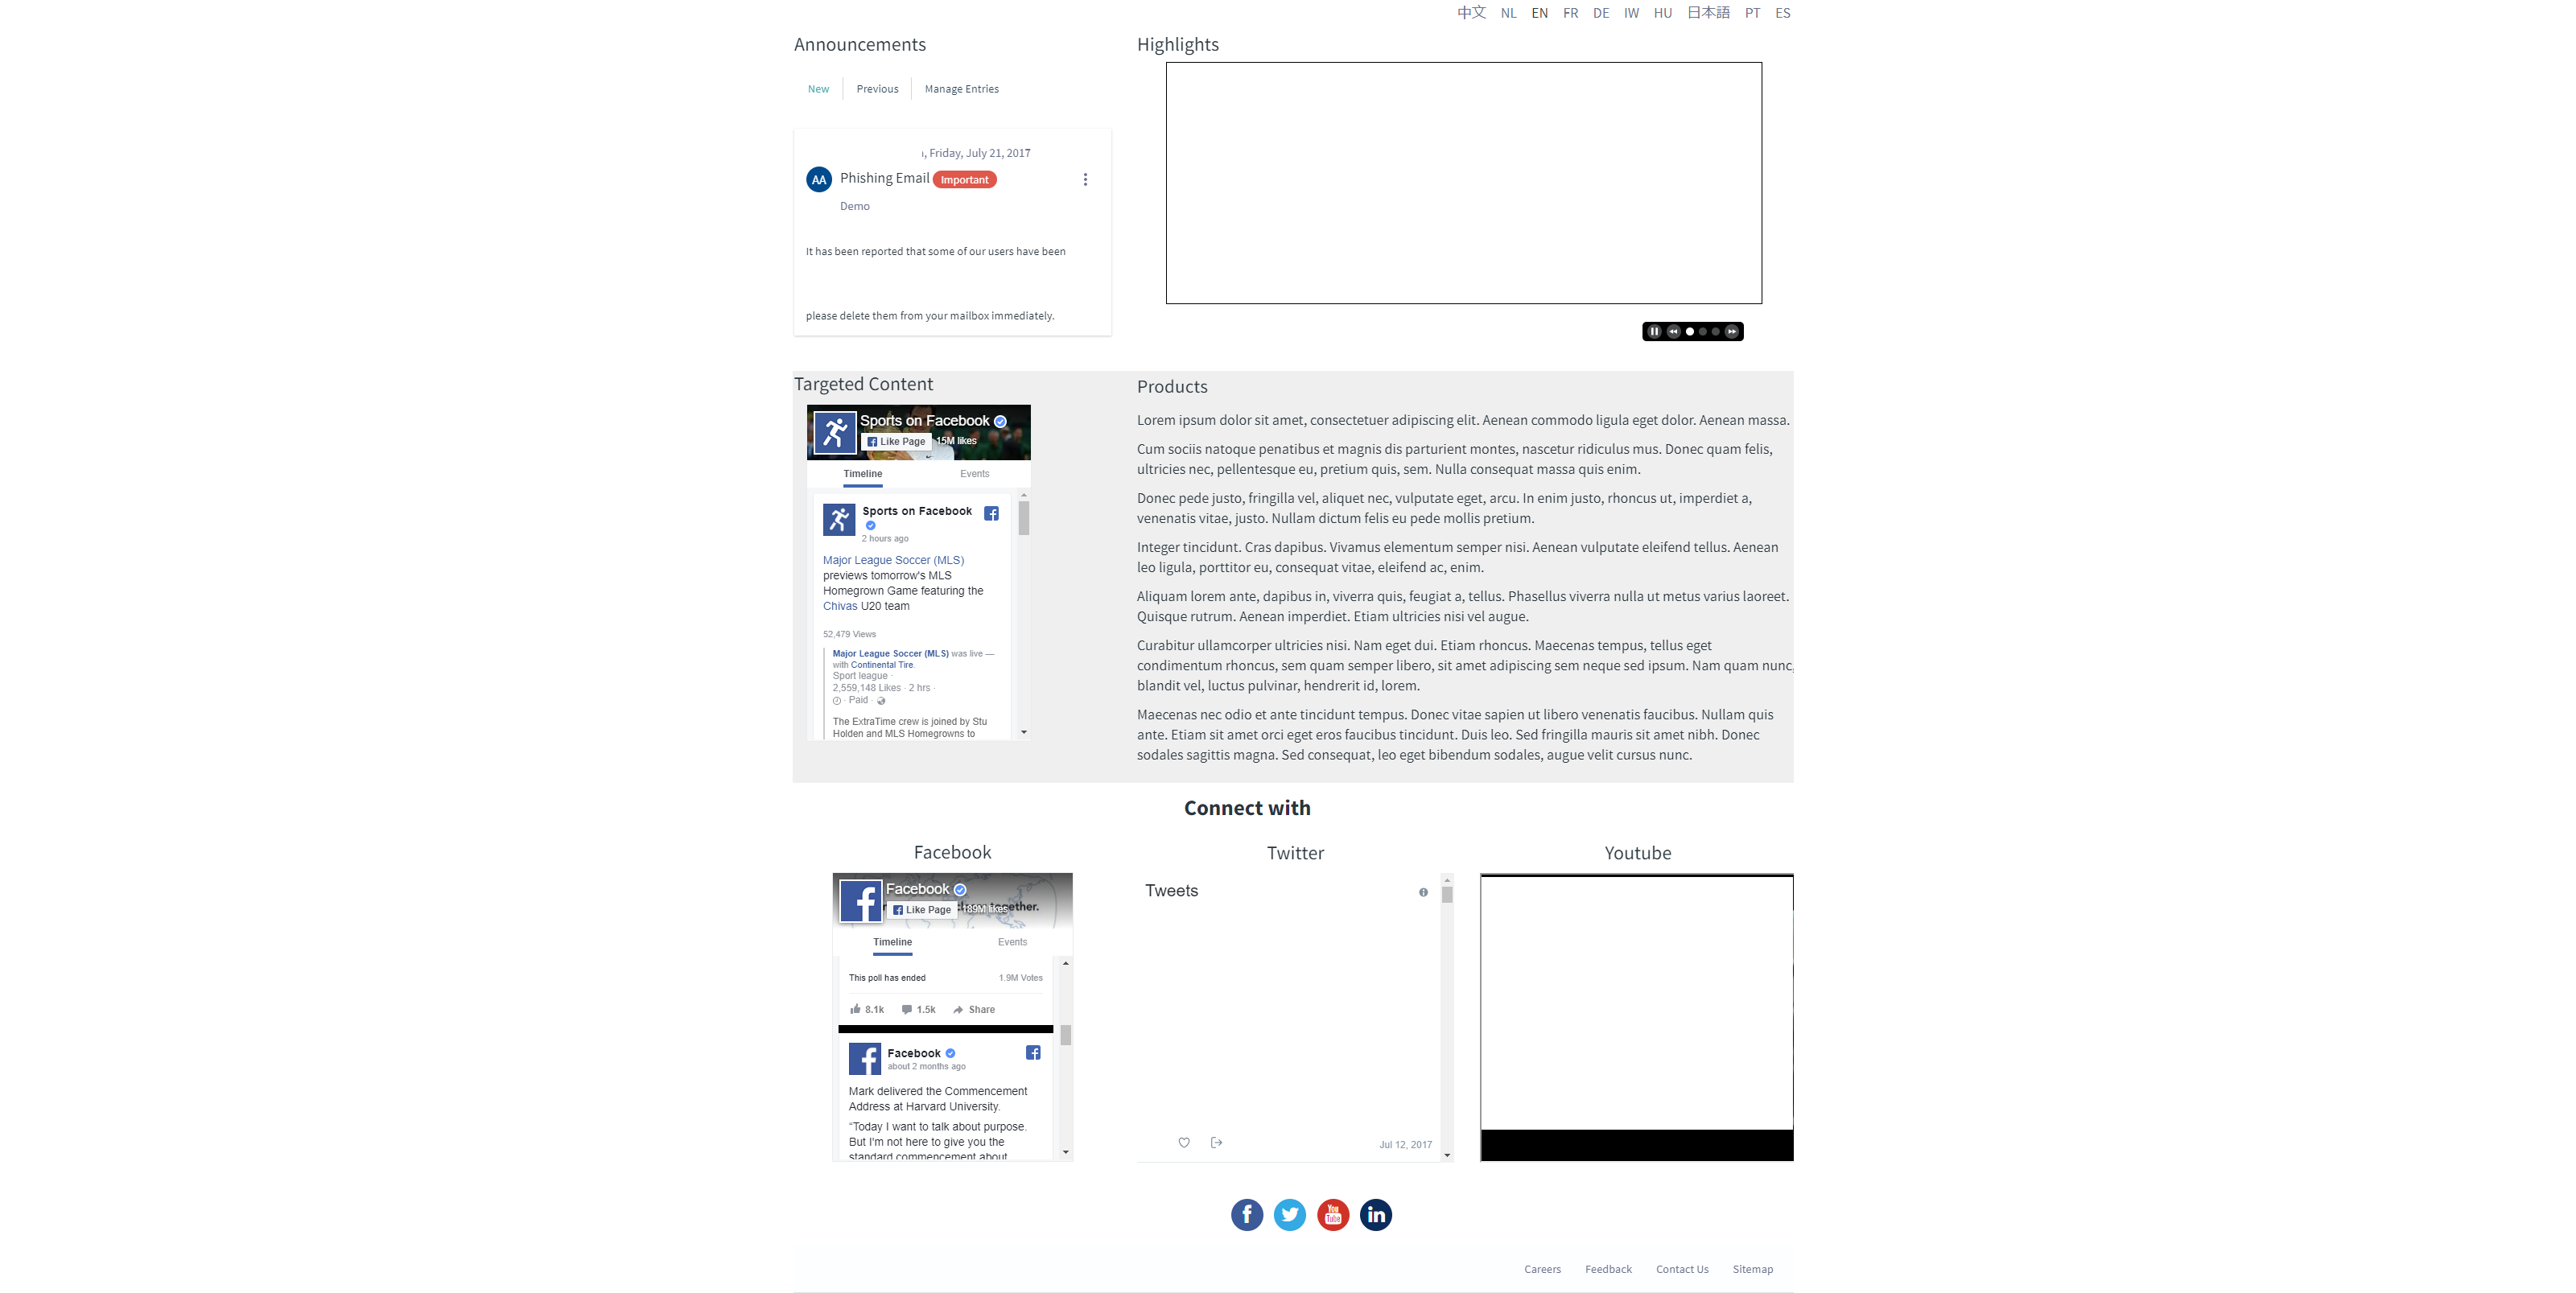 中文 NL EN FR DE IW HU 日本語 PT ES
Announcements
New Previous Manage Entries
, Friday, July 21, 2017
AA Phishing Email Important
Demo
It has been reported that some of our users have been
please delete them from your mailbox immediately.
Highlights
Targeted Content
Sports on Facebook
Like Page 15M likes
Timeline Events
Sports on Facebook
2 hours ago
Major League Soccer (MLS)
previews tomorrow's MLS
Homegrown Game featuring the
Chivas U20 team
52,479 Views
Major League Soccer (MLS) was live —
with Continental Tire.
Sport league ·
2,559,148 Likes · 2 hrs ·
· Paid ·
The ExtraTime crew is joined by Stu
Holden and MLS Homegrowns to
Products
Lorem ipsum dolor sit amet, consectetuer adipiscing elit. Aenean commodo ligula eget dolor. Aenean massa.
Cum sociis natoque penatibus et magnis dis parturient montes, nascetur ridiculus mus. Donec quam felis,
ultricies nec, pellentesque eu, pretium quis, sem. Nulla consequat massa quis enim.
Donec pede justo, fringilla vel, aliquet nec, vulputate eget, arcu. In enim justo, rhoncus ut, imperdiet a,
venenatis vitae, justo. Nullam dictum felis eu pede mollis pretium.
Integer tincidunt. Cras dapibus. Vivamus elementum semper nisi. Aenean vulputate eleifend tellus. Aenean
leo ligula, porttitor eu, consequat vitae, eleifend ac, enim.
Aliquam lorem ante, dapibus in, viverra quis, feugiat a, tellus. Phasellus viverra nulla ut metus varius laoreet.
Quisque rutrum. Aenean imperdiet. Etiam ultricies nisi vel augue.
Curabitur ullamcorper ultricies nisi. Nam eget dui. Etiam rhoncus. Maecenas tempus, tellus eget
condimentum rhoncus, sem quam semper libero, sit amet adipiscing sem neque sed ipsum. Nam quam nunc,
blandit vel, luctus pulvinar, hendrerit id, lorem.
Maecenas nec odio et ante tincidunt tempus. Donec vitae sapien ut libero venenatis faucibus. Nullam quis
ante. Etiam sit amet orci eget eros faucibus tincidunt. Duis leo. Sed fringilla mauris sit amet nibh. Donec
sodales sagittis magna. Sed consequat, leo eget bibendum sodales, augue velit cursus nunc.
Connect with
Facebook
Facebook
Like Page 189M likes together.
Timeline Events
This poll has ended 1.9M Votes
8.1k 1.5k Share
Facebook
about 2 months ago
Mark delivered the Commencement
Address at Harvard University.
“Today I want to talk about purpose.
But I'm not here to give you the
standard commencement about
Twitter
Tweets
Jul 12, 2017
Youtube
You Tube in
Careers Feedback Contact Us Sitemap